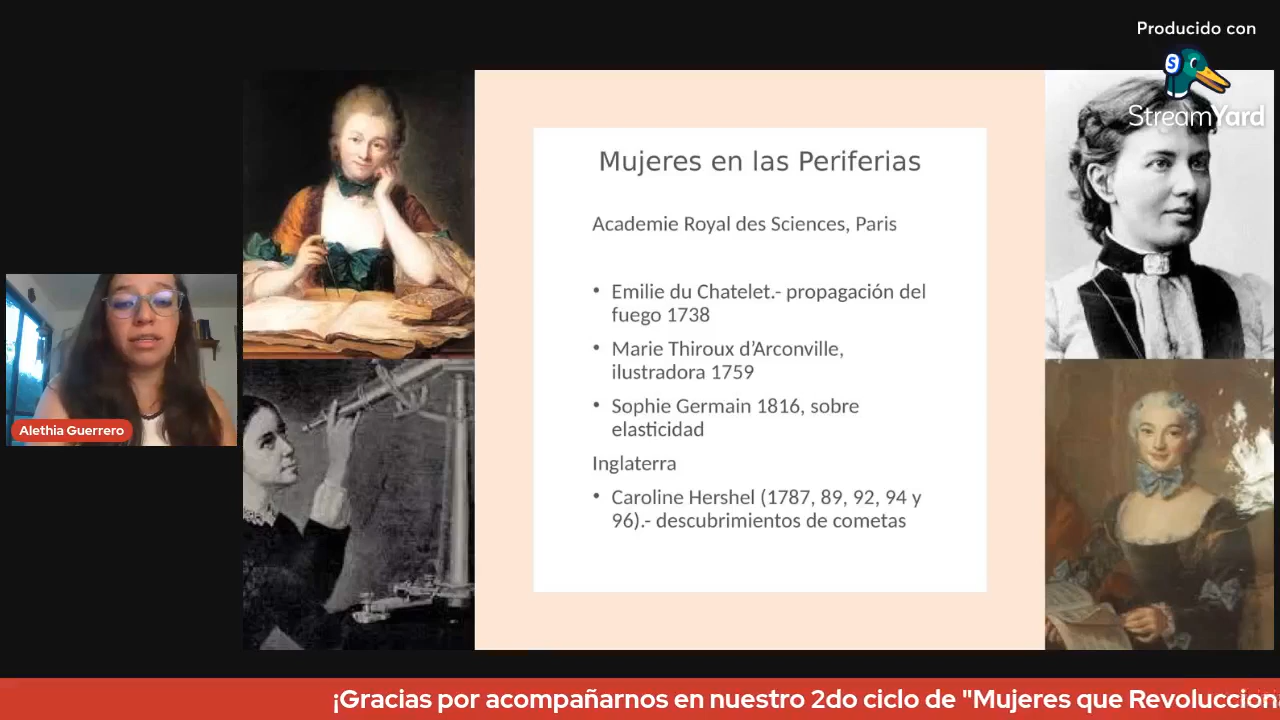 Producido con
StreamYard
Mujeres en las Periferias
Academie Royal des Sciences, Paris
• Emilie du Chatelet.- propagación del
fuego 1738
• Marie Thiroux d’Arconville,
ilustradora 1759
• Sophie Germain 1816, sobre
elasticidad
Inglaterra
• Caroline Hershel (1787, 89, 92, 94 y
96).- descubrimientos de cometas
Alethia Guerrero
¡Gracias por acompañarnos en nuestro 2do ciclo de "Mujeres que Revoluccion